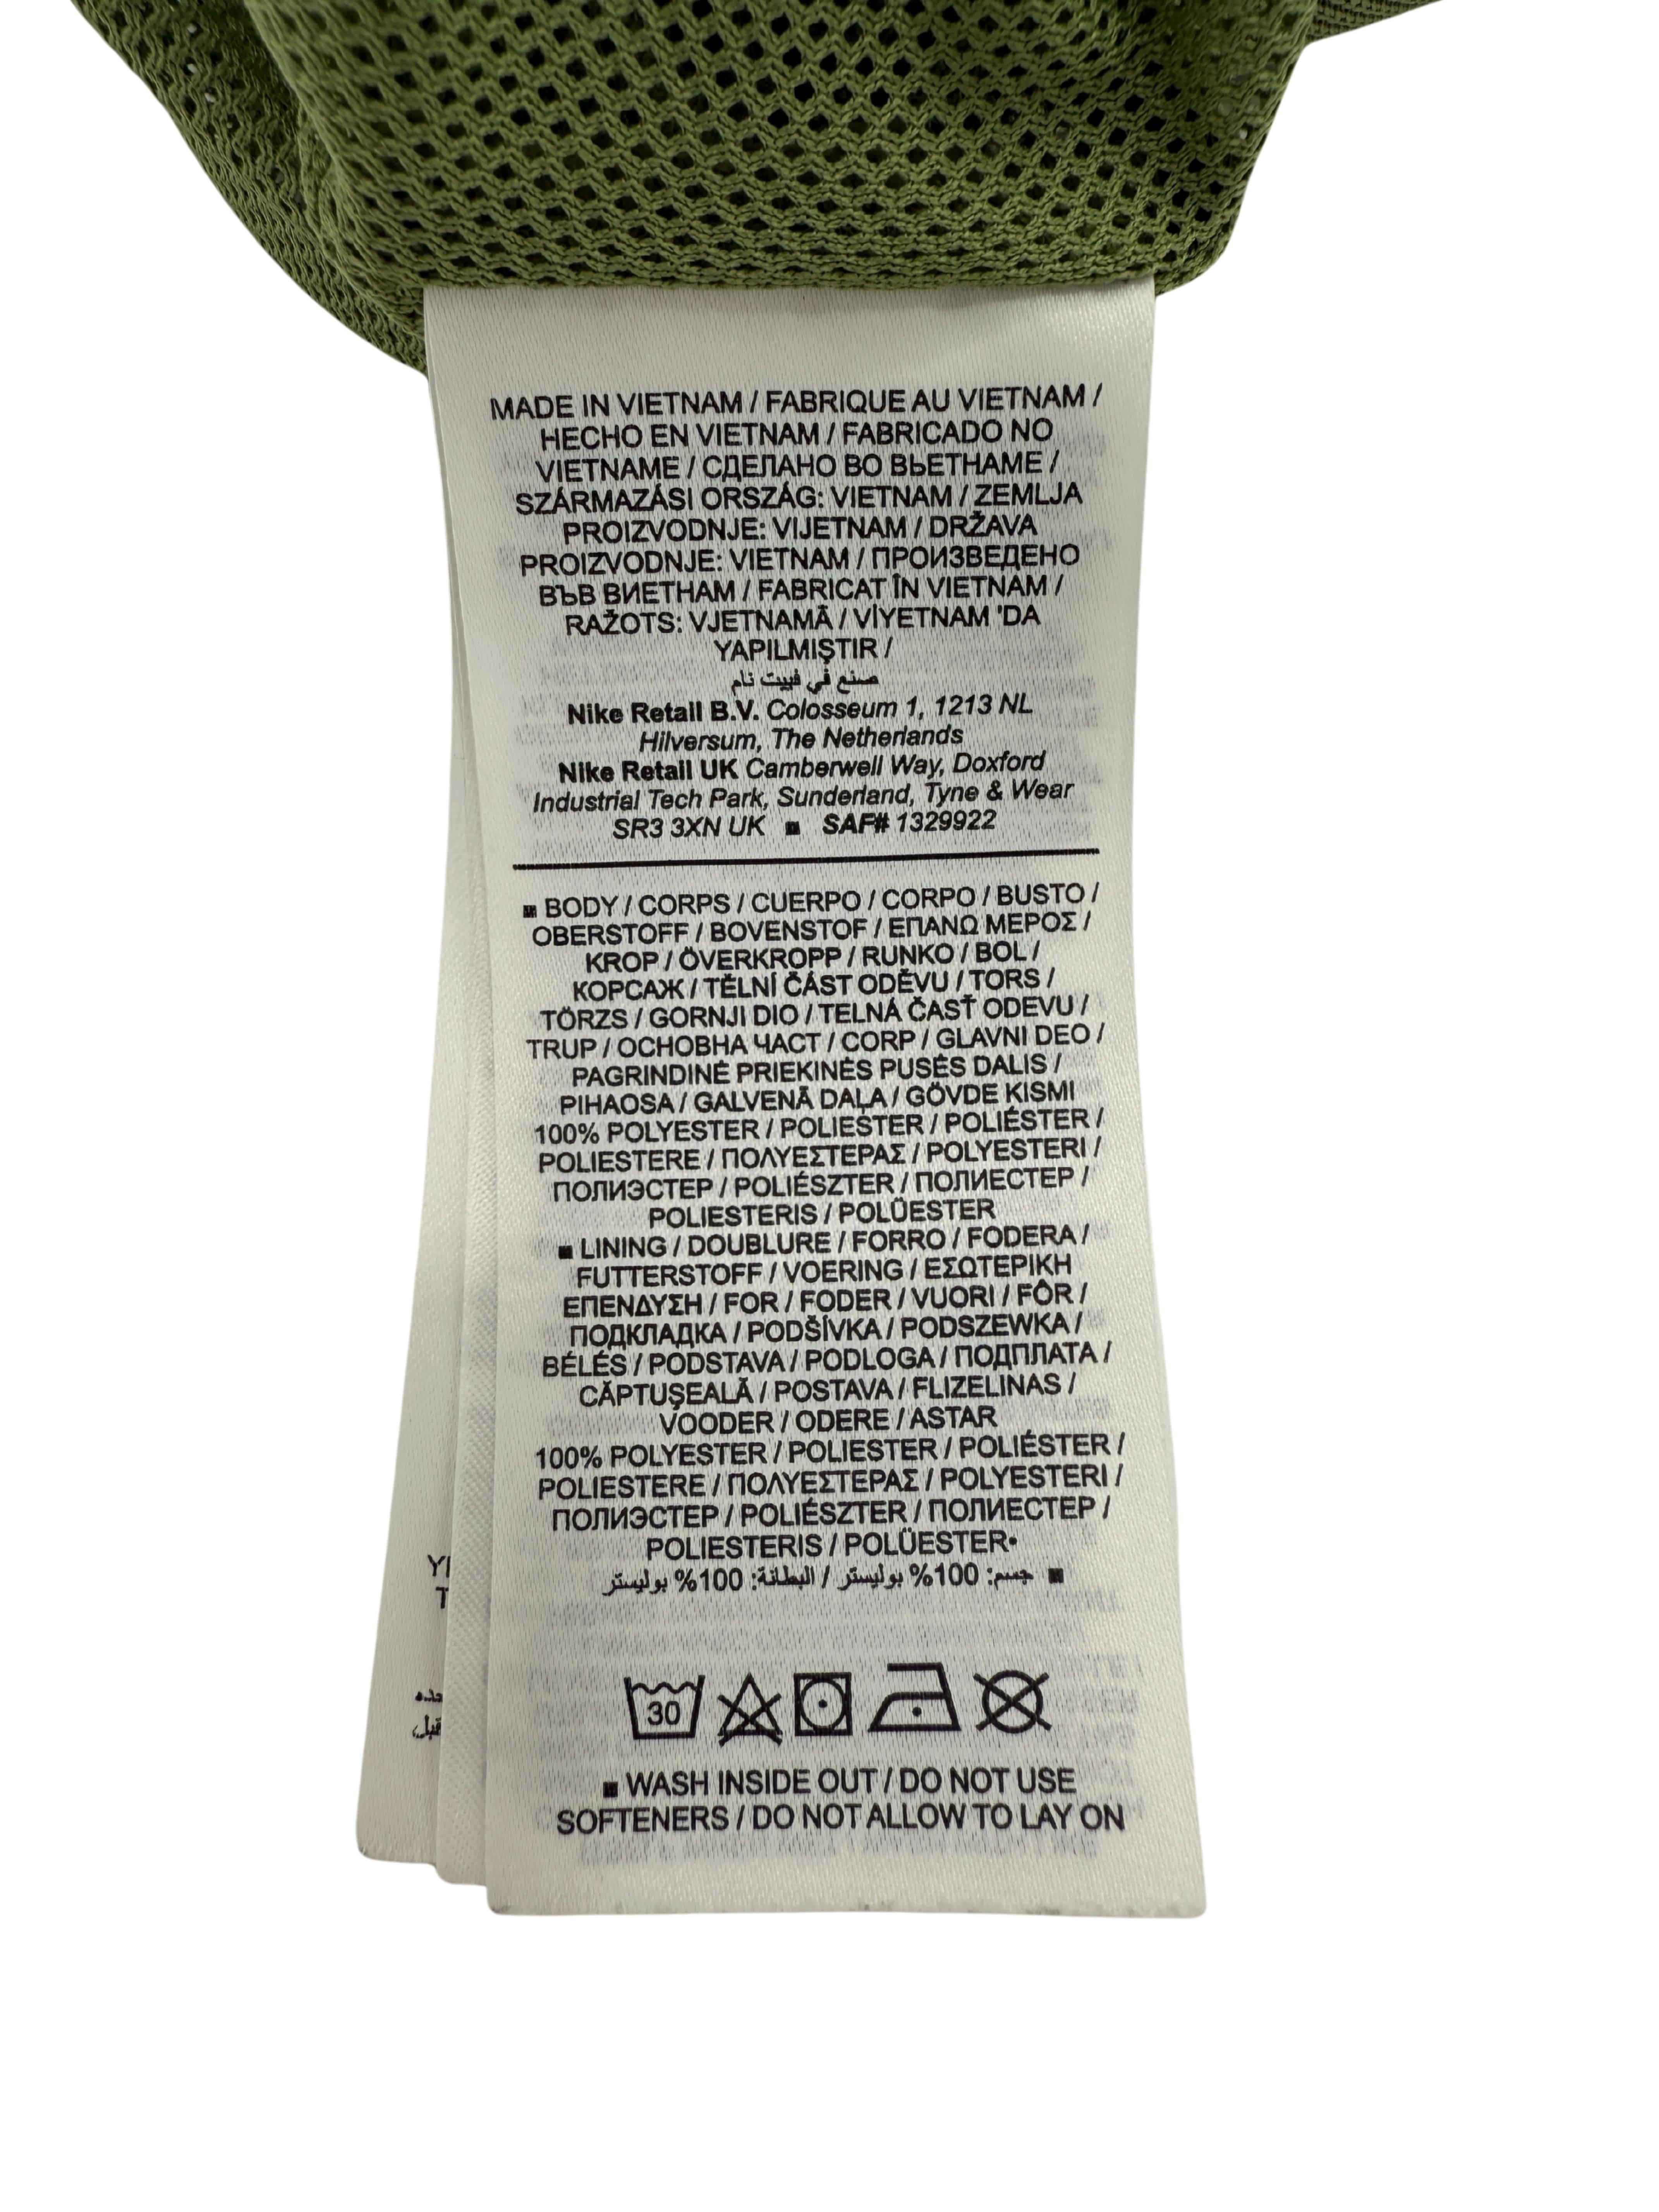 MADE IN VIETNAM / FABRIQUE AU VIETNAM /
HECHO EN VIETNAM / FABRICADO NO
VIETNAME / СДЕЛАНО ВО ВЬЕТНАМЕ /
SZÁRMAZÁSI ORSZÁG: VIETNAM / ZEMLJA
PROIZVODNJE: VIJETNAM / DRŽAVA
PROIZVODNJE: VIETNAM / ПРОИЗВЕДЕНО
ВЪВ ВИЕТНАМ / FABRICAT ÎN VIETNAM /
RAŽOTS: VJETNAMĀ / VİYETNAM 'DA
YAPILMIŞTIR /
صنع في فييت نام
Nike Retail B.V. Colosseum 1, 1213 NL
Hilversum, The Netherlands
Nike Retail UK Camberwell Way, Doxford
Industrial Tech Park, Sunderland, Tyne & Wear
SR3 3XN UK ■ SAF# 1329922
■ BODY / CORPS / CUERPO / CORPO / BUSTO /
OBERSTOFF / BOVENSTOF / ΕΠΑΝΩ ΜΕΡΟΣ /
KROP / ÖVERKROPP / RUNKO / BOL /
КОРСАЖ / TĚLNÍ ČÁST ODĚVU / TORS /
TÖRZS / GORNJI DIO / TELNÁ ČASŤ ODEVU /
TRUP / ОСНОВНА ЧАСТ / CORP / GLAVNI DEO /
PAGRINDINĖ PRIEKINĖS PUSĖS DALIS /
PIHAOSA / GALVENĀ DAĻA / GÖVDE KISMI
100% POLYESTER / POLIESTER / POLIÉSTER /
POLIESTERE / ΠΟΛΥΕΣΤΕΡΑΣ / POLYESTERI /
ПОЛИЭСТЕР / POLIÉSZTER / ПОЛИЕСТЕР /
POLIESTERIS / POLÜESTER
■ LINING / DOUBLURE / FORRO / FODERA /
FUTTERSTOFF / VOERING / ΕΣΩΤΕΡΙΚΗ
ΕΠΕΝΔΥΣΗ / FOR / FODER / VUORI / FÔR /
ПОДКЛАДКА / PODŠÍVKA / PODSZEWKA /
BÉLÉS / PODSTAVA / PODLOGA / ПОДПЛАТА /
CĂPTUȘEALĂ / POSTAVA / FLIZELINAS /
VOODER / ODERE / ASTAR
100% POLYESTER / POLIESTER / POLIÉSTER /
POLIESTERE / ΠΟΛΥΕΣΤΕΡΑΣ / POLYESTERI /
ПОЛИЭСТЕР / POLIÉSZTER / ПОЛИЕСТЕР /
POLIESTERIS / POLÜESTER•
■ جسم: 100% بوليستر / البطانة: 100% بوليستر
30
■ WASH INSIDE OUT / DO NOT USE
SOFTENERS / DO NOT ALLOW TO LAY ON